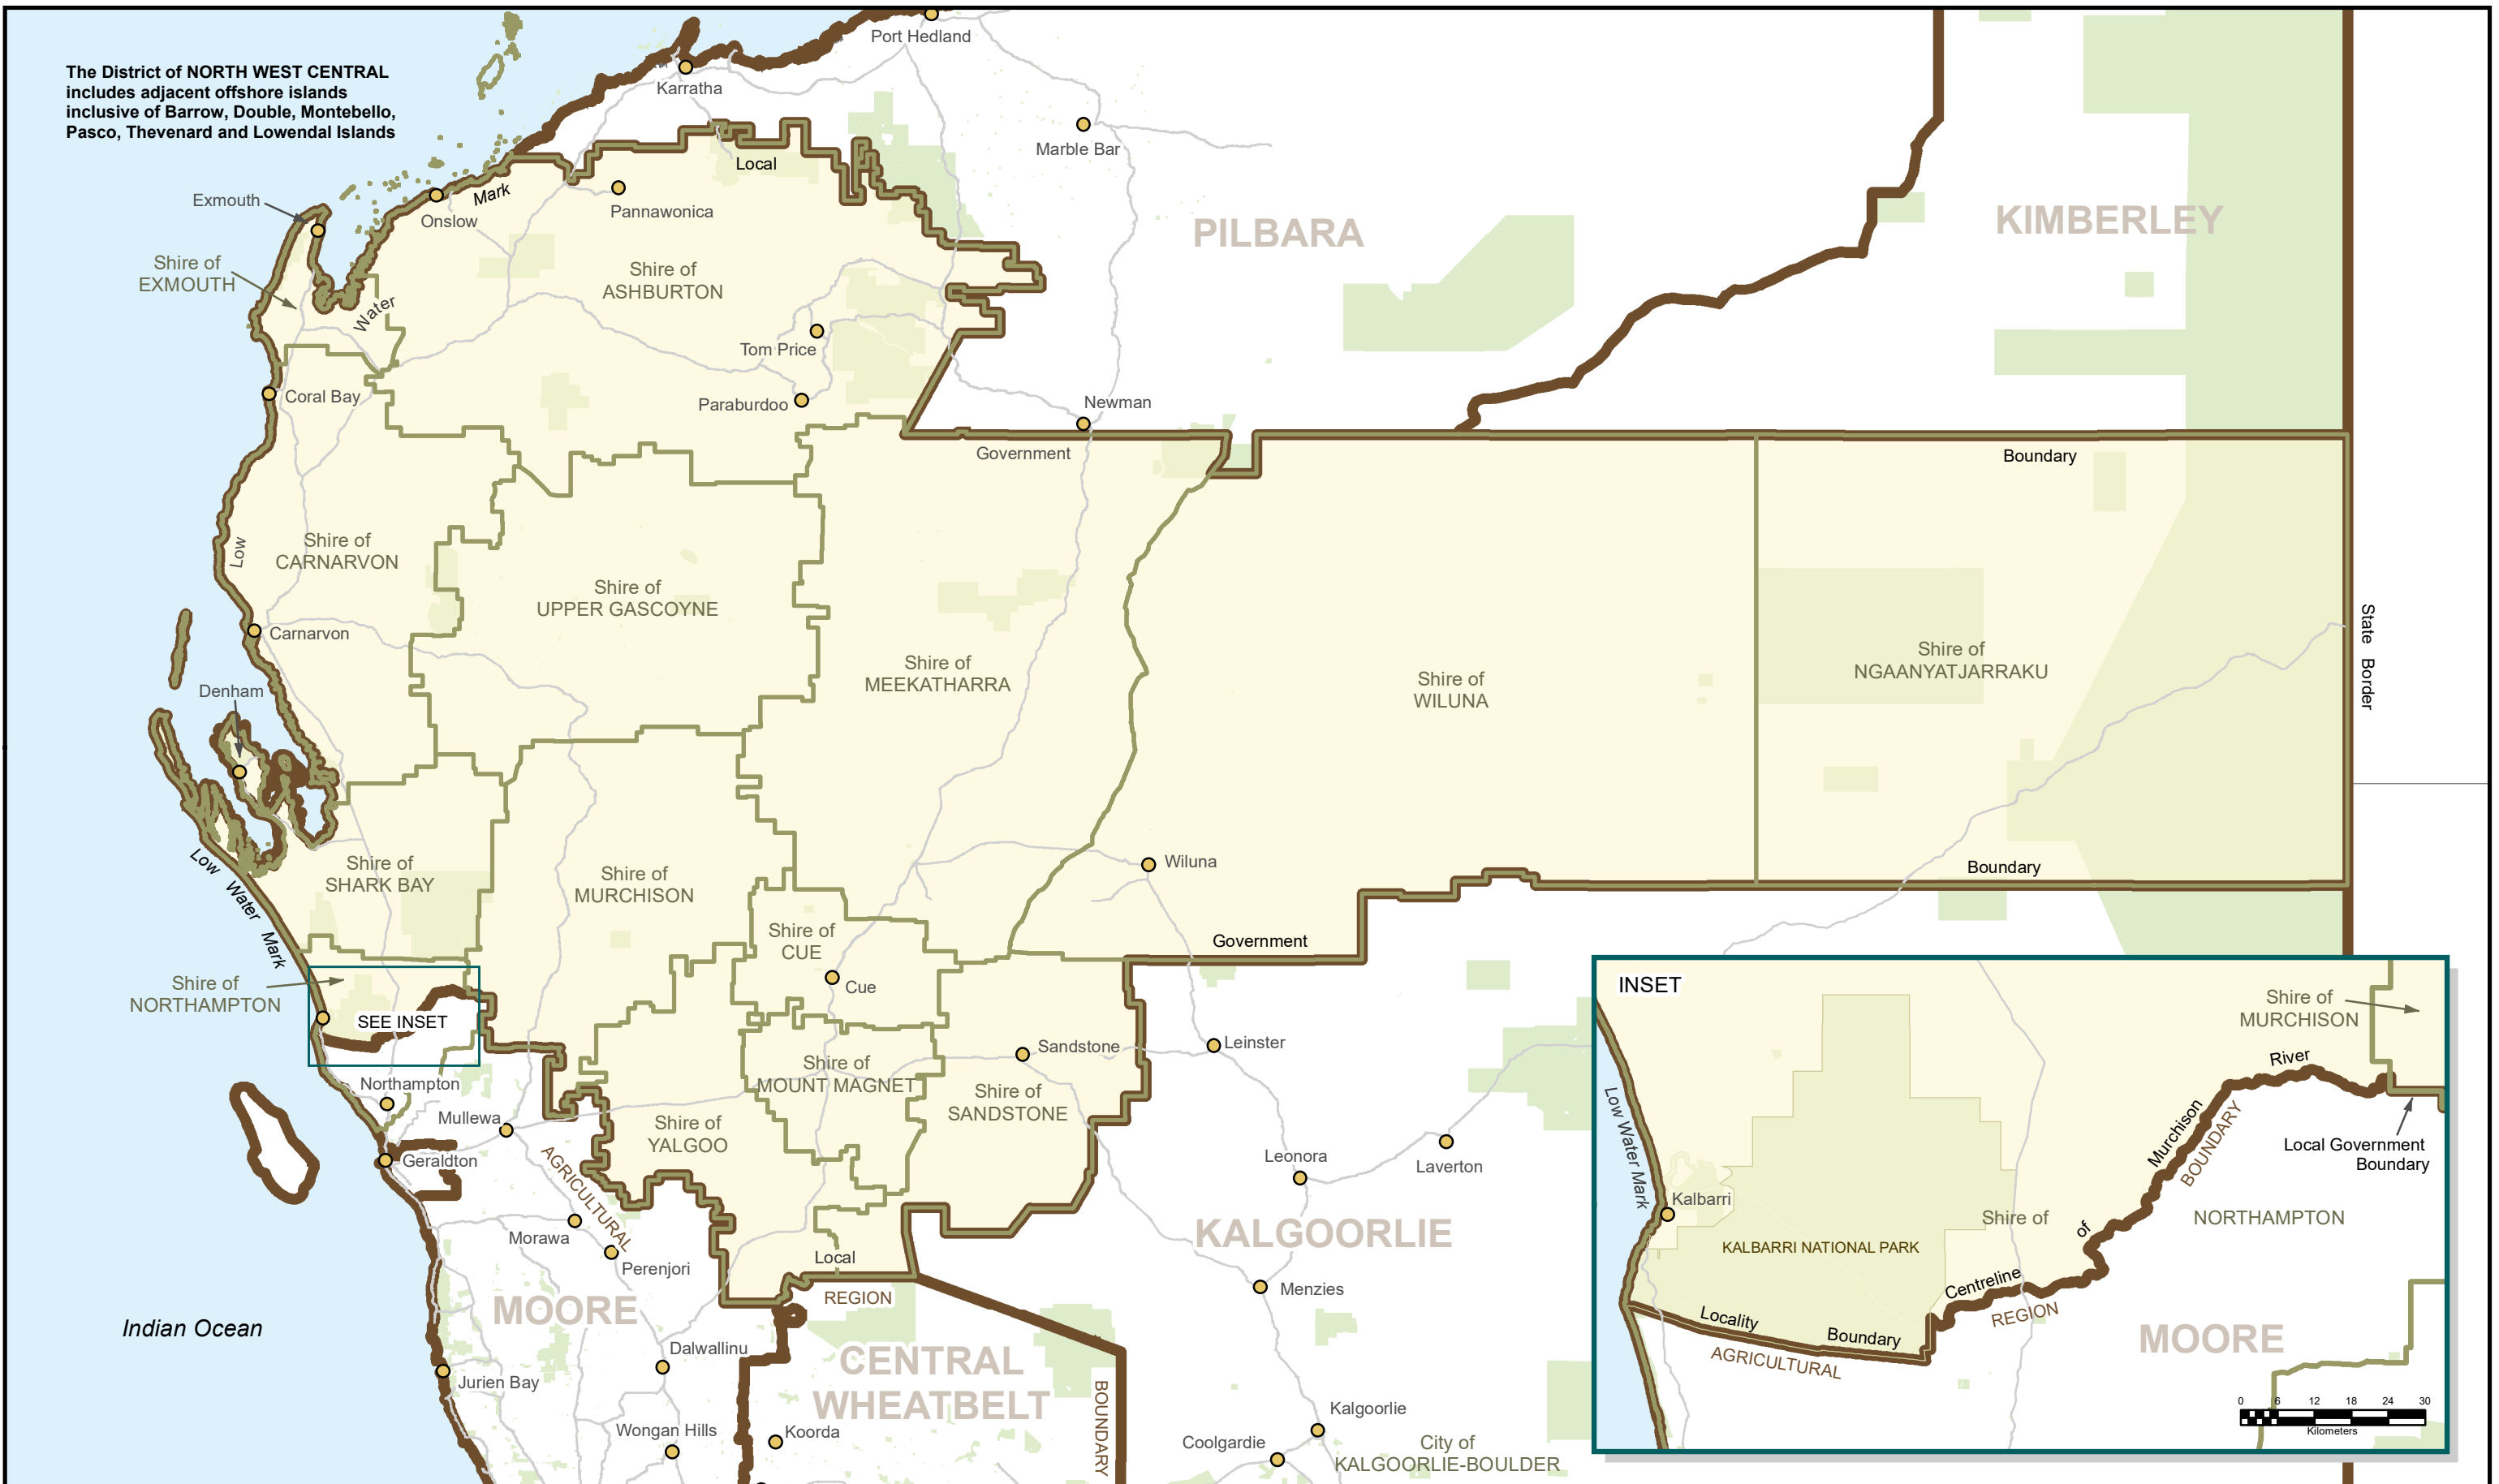 The District of NORTH WEST CENTRAL
includes adjacent offshore islands
inclusive of Barrow, Double, Montebello,
Pasco, Thevenard and Lowendal Islands
Port Hedland
Karratha
Marble Bar
Local
Pannawonica
Mark
Onslow
Exmouth
PILBARA
KIMBERLEY
Shire of
EXMOUTH
Shire of
ASHBURTON
Water
Tom Price
Coral Bay
Paraburdoo
Newman
Government
Boundary
Low
Shire of
CARNARVON
Shire of
UPPER GASCOYNE
Carnarvon
Shire of
MEEKATHARRA
Shire of
WILUNA
Shire of
NGAANYATJARRAKU
State Border
Denham
Low Water Mark
Shire of
SHARK BAY
Shire of
MURCHISON
Wiluna
Boundary
Shire of
CUE
Government
Cue
Shire of
NORTHAMPTON
SEE INSET
Sandstone
Leinster
Shire of
MOUNT MAGNET
Shire of
SANDSTONE
Northampton
Mullewa
Shire of
YALGOO
Geraldton
AGRICULTURAL
Leonora
Laverton
Morawa
KALGOORLIE
Perenjori
Local
REGION
Menzies
MOORE
Indian Ocean
Dalwallinu
CENTRAL
WHEATBELT
BOUNDARY
Jurien Bay
Wongan Hills
Koorda
Kalgoorlie
Coolgardie
City of
KALGOORLIE-BOULDER
INSET
Shire of
MURCHISON
River
Low Water Mark
Murchison
BOUNDARY
Local Government
Boundary
Kalbarri
Shire of
NORTHAMPTON
of
KALBARRI NATIONAL PARK
Centreline
REGION
Locality
Boundary
AGRICULTURAL
MOORE
0 6 12 18 24 30
Kilometers